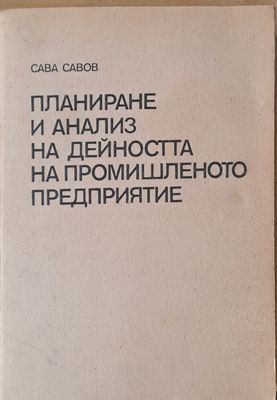 САВА САВОВ
ПЛАНИРАНЕ
И АНАЛИЗ
НА ДЕЙНОСТТА
НА ПРОМИШЛЕНОТО
ПРЕДПРИЯТИЕ